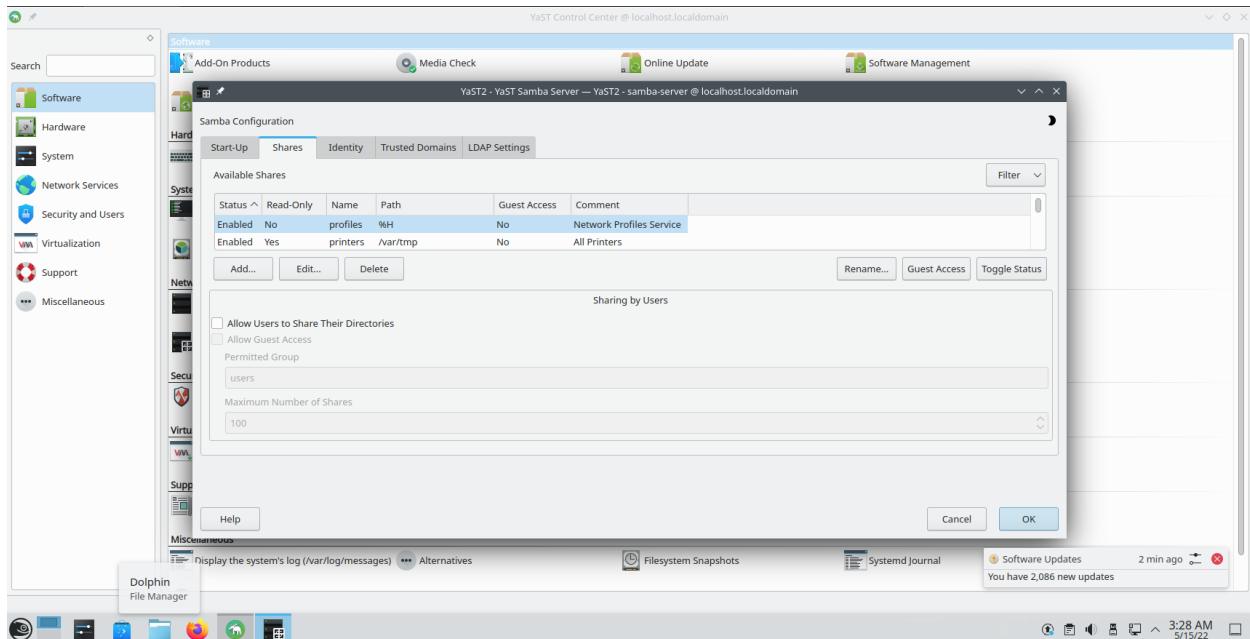 YaST Control Center @ localhost.localdomain
Search
Software
Hardware
System
Network Services
Security and Users
Virtualization
Support
Miscellaneous
Software
Add-On Products Media Check Online Update Software Management
Hard
Syste
Netw
Secu
Virtu
Supp
Miscellaneous
Display the system's log (/var/log/messages) Alternatives Filesystem Snapshots Systemd Journal
YaST2 - YaST Samba Server — YaST2 - samba-server @ localhost.localdomain
Samba Configuration
Start-Up Shares Identity Trusted Domains LDAP Settings
Available Shares Filter
Status Read-Only Name Path Guest Access Comment
Enabled No profiles %H No Network Profiles Service
Enabled Yes printers /var/tmp No All Printers
Add... Edit... Delete Rename... Guest Access Toggle Status
Sharing by Users
Allow Users to Share Their Directories
Allow Guest Access
Permitted Group
users
Maximum Number of Shares
100
Help Cancel OK
Software Updates 2 min ago
You have 2,086 new updates
Dolphin
File Manager
3:28 AM
5/15/22